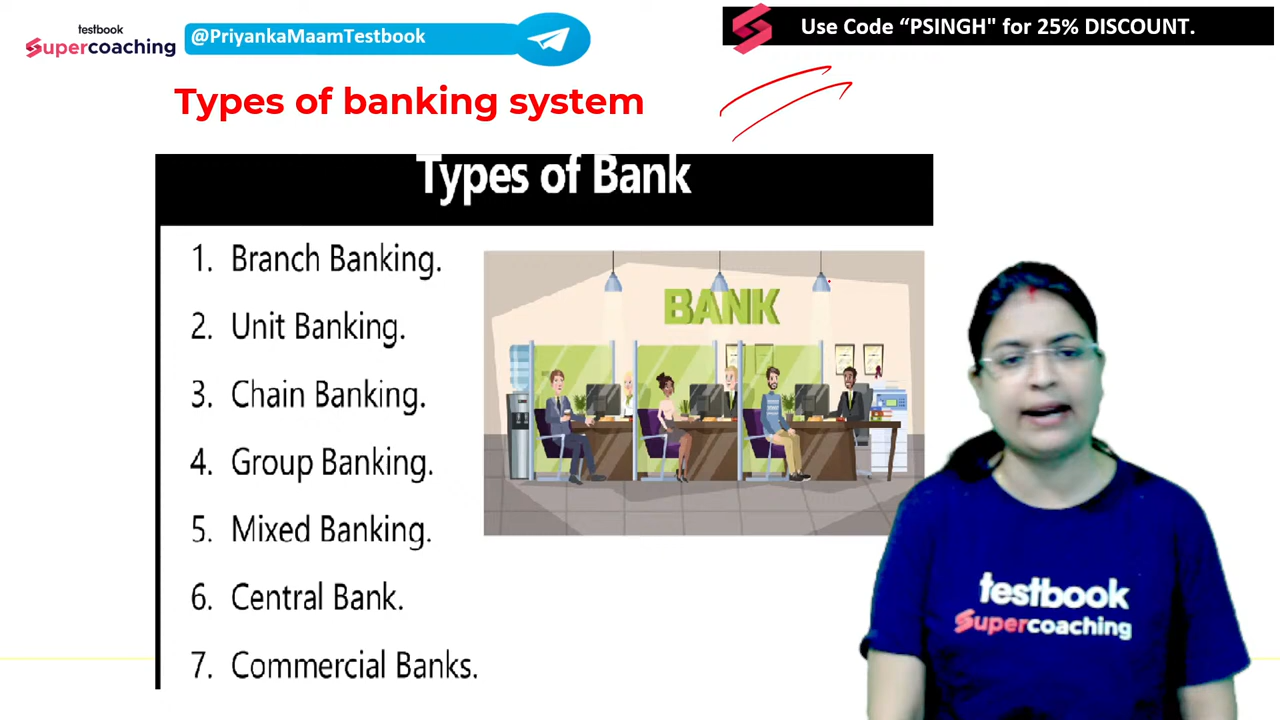 testbook
Supercoaching
@PriyankaMaamTestbook
Use Code “PSINGH" for 25% DISCOUNT.
Types of banking system
Types of Bank
1. Branch Banking.
2. Unit Banking.
3. Chain Banking.
4. Group Banking.
5. Mixed Banking.
6. Central Bank.
7. Commercial Banks.
BANK
testbook
Supercoaching